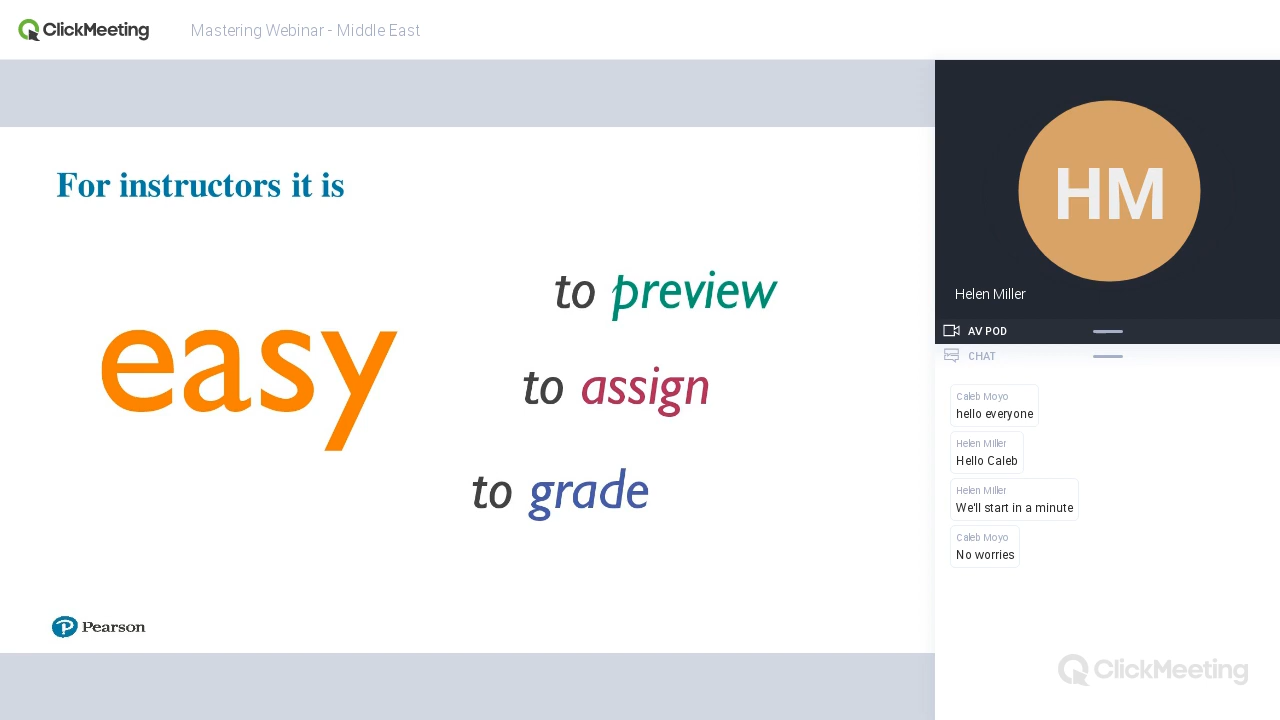 ClickMeeting
Mastering Webinar - Middle East
For instructors it is
easy
to preview
to assign
to grade
Pearson
HM
Helen Miller
AV POD
CHAT
Caleb Moyo
hello everyone
Helen Miller
Hello Caleb
Helen Miller
We'll start in a minute
Caleb Moyo
No worries
ClickMeeting